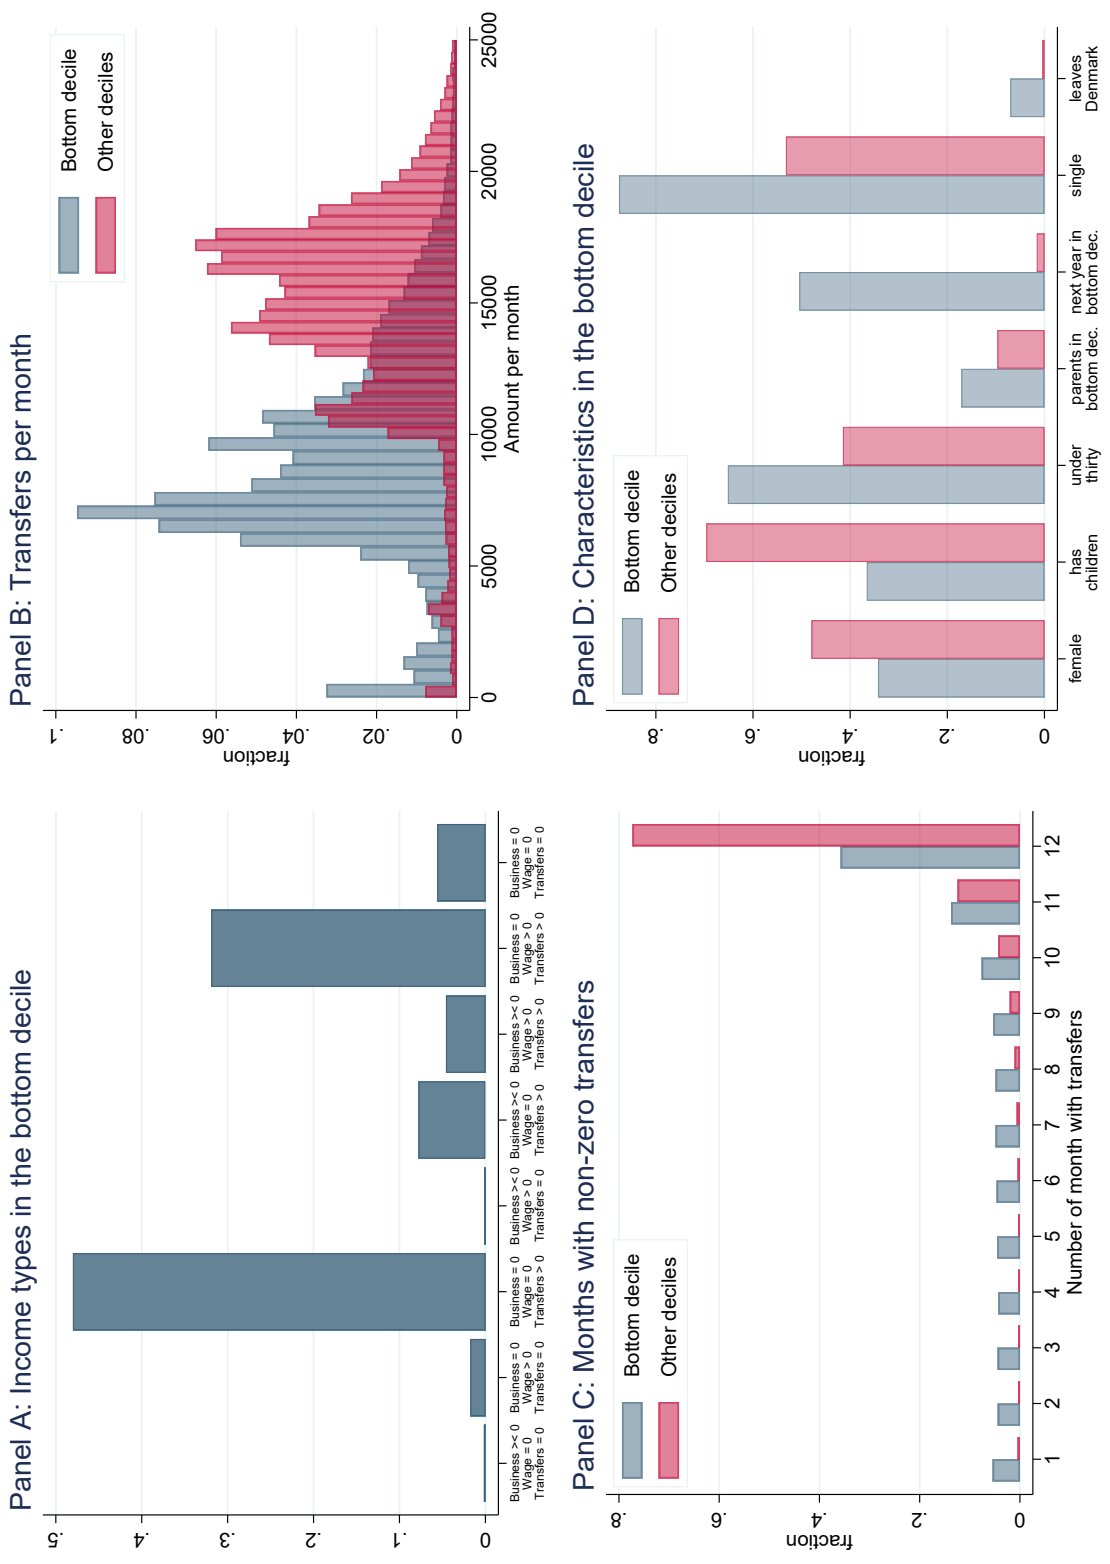 Panel A: Income types in the bottom decile
.5
.4
.3
.2
.1
0
Business >< 0
Wage = 0
Transfers = 0
Business = 0
Wage > 0
Transfers = 0
Business = 0
Wage = 0
Transfers > 0
Business >< 0
Wage > 0
Transfers = 0
Business >< 0
Wage = 0
Transfers > 0
Business >< 0
Wage > 0
Transfers > 0
Business = 0
Wage > 0
Transfers > 0
Business = 0
Wage = 0
Transfers = 0
Panel B: Transfers per month
Bottom decile
Other deciles
fraction
.1
.08
.06
.04
.02
0
0 5000 10000 15000 20000 25000
Amount per month
Panel C: Months with non-zero transfers
Bottom decile
Other deciles
fraction
.8
.6
.4
.2
0
1 2 3 4 5 6 7 8 9 10 11 12
Number of month with transfers
Panel D: Characteristics in the bottom decile
Bottom decile
Other deciles
fraction
.8
.6
.4
.2
0
female
has
children
under
thirty
parents in
bottom dec.
next year in
bottom dec.
single
leaves
Denmark